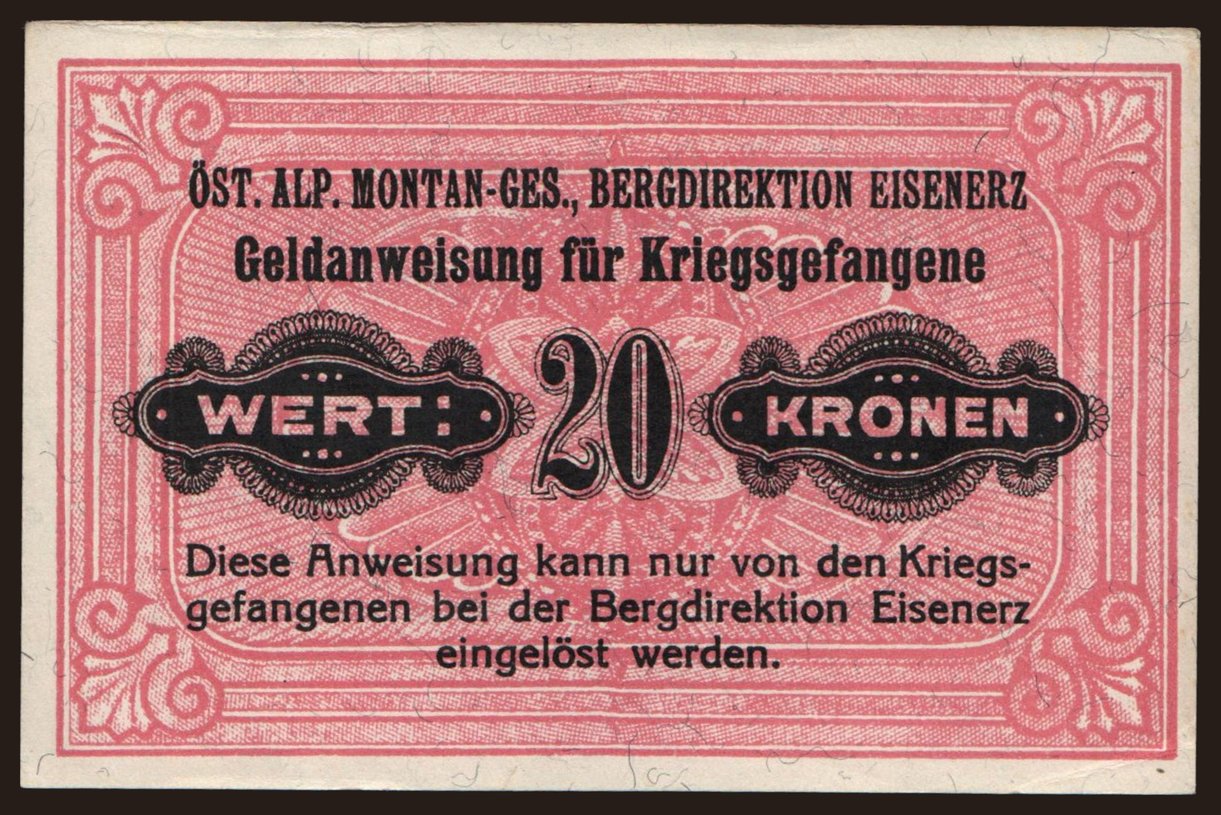 ÖST. ALP. MONTAN-GES., BERGDIREKTION EISENERZ
Geldanweisung für Kriegsgefangene
WERT: 20 KRONEN
Diese Anweisung kann nur von den Kriegs-
gefangenen bei der Bergdirektion Eisenerz
eingelöst werden.